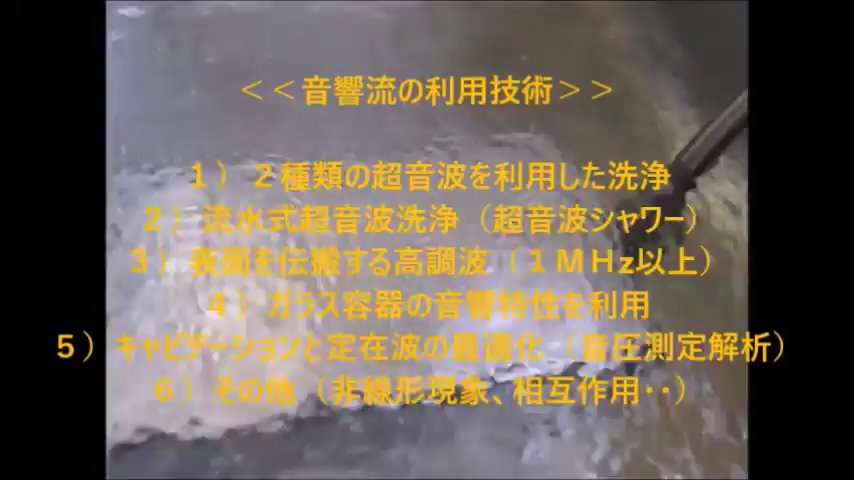 ＜＜音響流の利用技術＞＞
１）２種類の超音波を利用した洗浄
２）流水式超音波洗浄（超音波シャワー）
３）表面を伝搬する高調波（１ＭＨｚ以上）
４）ガラス容器の音響特性を利用
５）キャビテーションと定在波の最適化（音圧測定解析）
６）その他（非線形現象、相互作用・・）